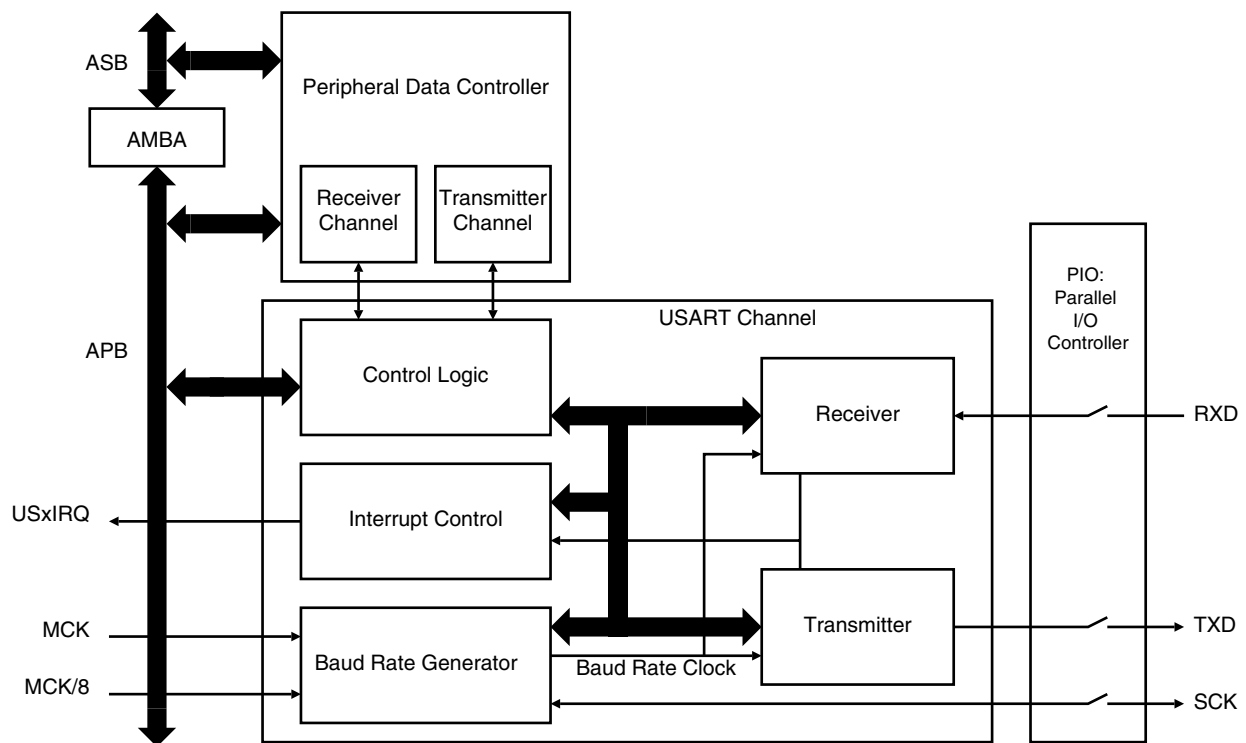 ASB
Peripheral Data Controller
AMBA
Receiver
Channel
Transmitter
Channel
PIO:
Parallel
I/O
Controller
USART Channel
APB
Control Logic
Receiver
RXD
USxIRQ
Interrupt Control
MCK
Transmitter
TXD
Baud Rate Generator
Baud Rate Clock
MCK/8
SCK